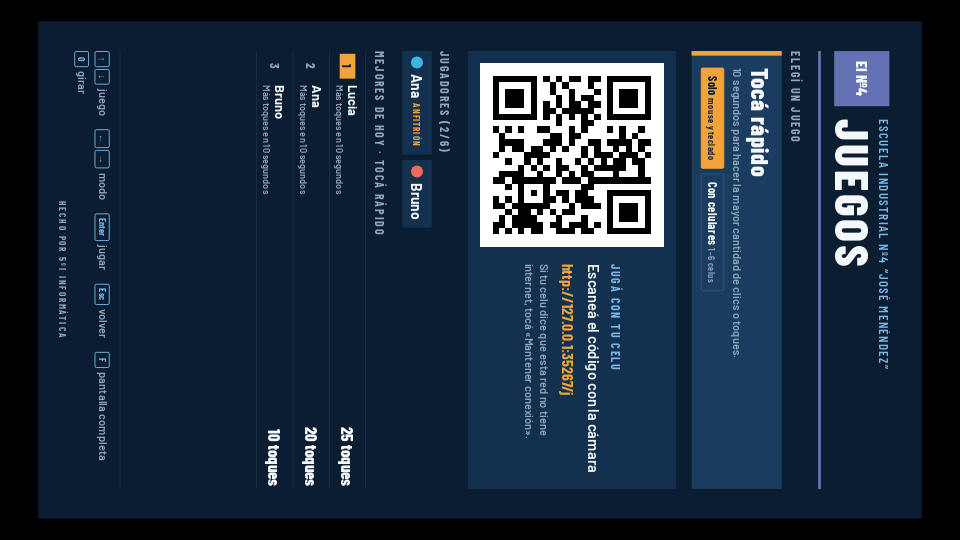 EI Nº4
ESCUELA INDUSTRIAL Nº4 "JOSÉ MENÉNDEZ"
JUEGOS
ELEGÍ UN JUEGO
Tocá rápido
10 segundos para hacer la mayor cantidad de clics o toques.
Solo mouse y teclado
Con celulares 1–6 celus
JUGÁ CON TU CELU
Escaneá el código con la cámara
http://127.0.0.1:35267/j
Si tu celu dice que esta red no tiene
internet, tocá «Mantener conexión».
JUGADORES (2/6)
Ana ANFITRIÓN
Bruno
MEJORES DE HOY · TOCÁ RÁPIDO
1 Lucía 25 toques
Más toques en 10 segundos
2 Ana 20 toques
Más toques en 10 segundos
3 Bruno 10 toques
Más toques en 10 segundos
↑ ↓ juego ← → modo Enter jugar Esc volver F pantalla completa
0 girar
HECHO POR 5ºI INFORMÁTICA